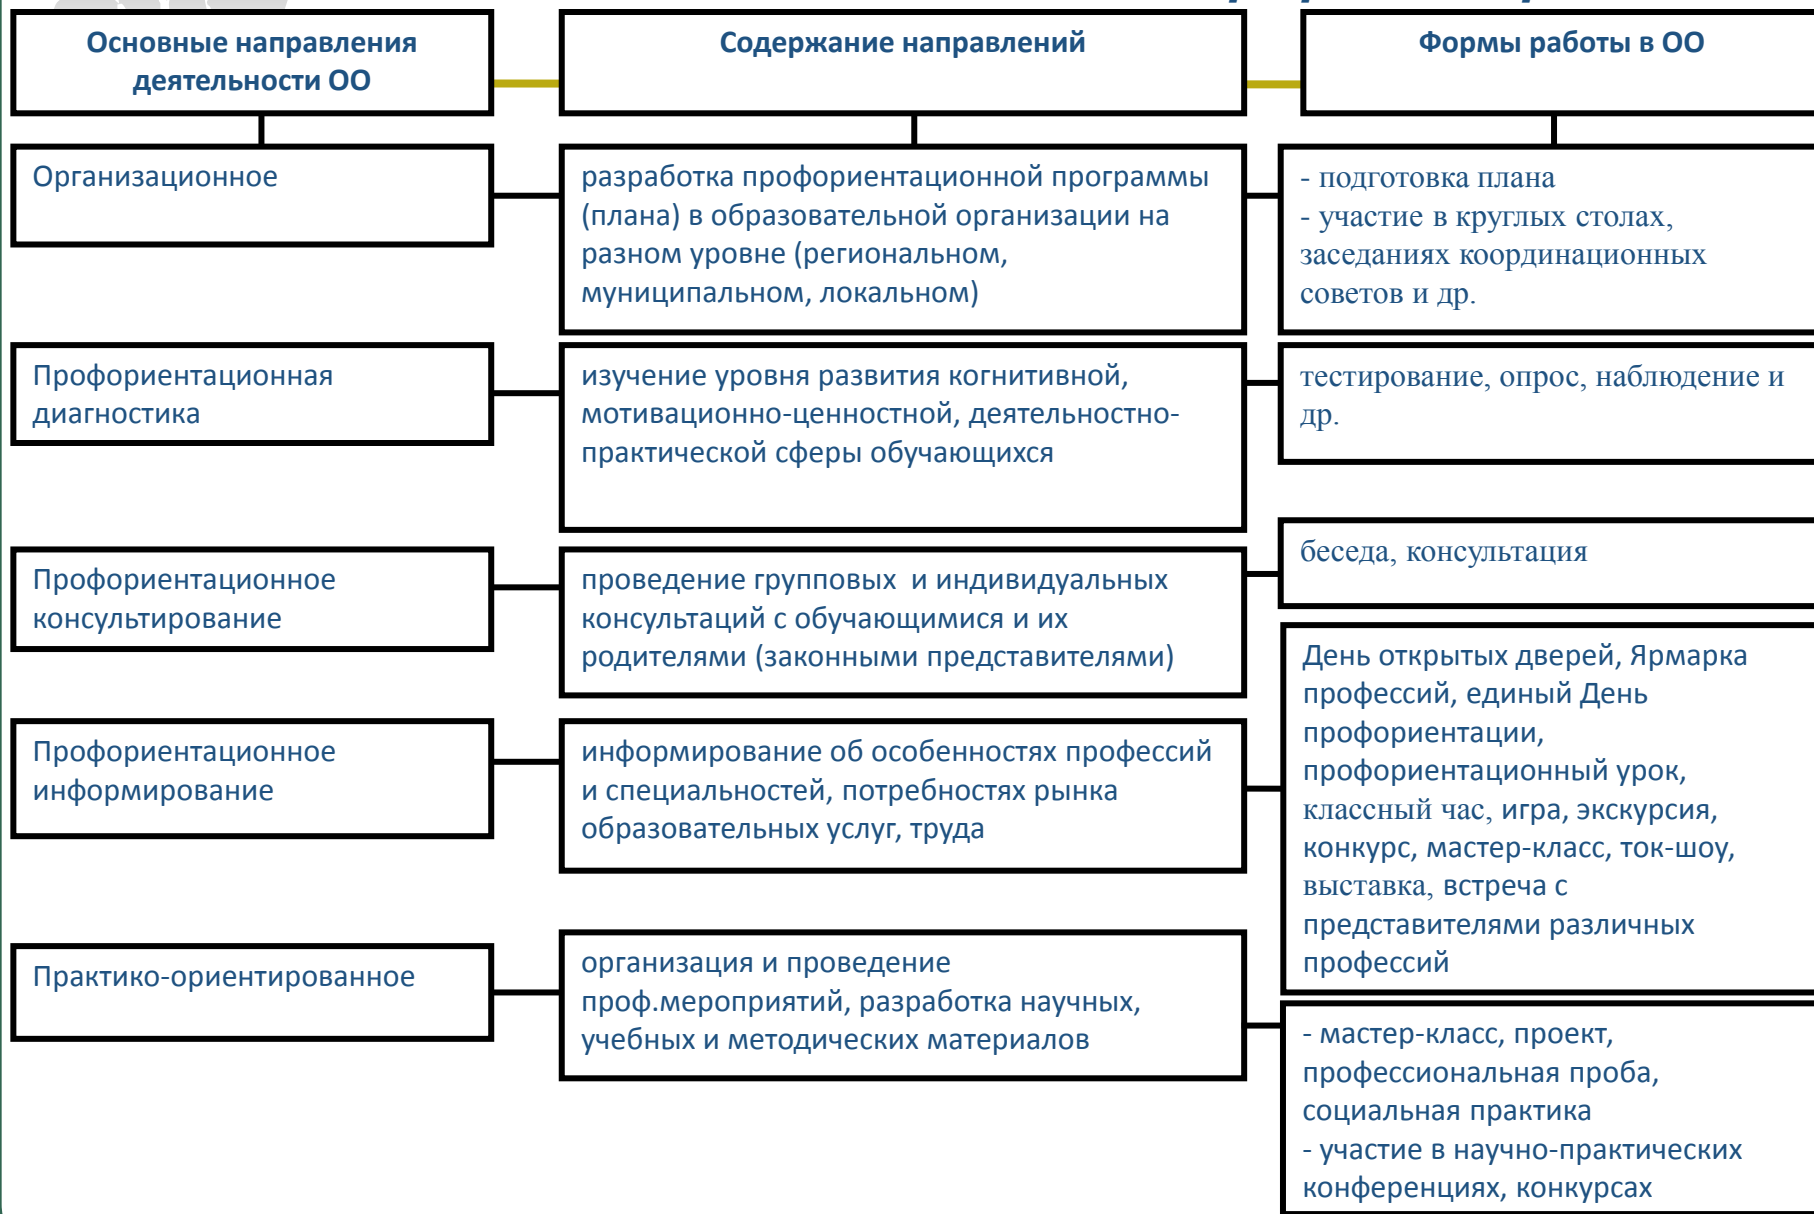 Основные направления
деятельности ОО
Содержание направлений
Формы работы в ОО
Организационное
разработка профориентационной программы
(плана) в образовательной организации на
разном уровне (региональном,
муниципальном, локальном)
- подготовка плана
- участие в круглых столах,
заседаниях координационных
советов и др.
Профориентационная
диагностика
изучение уровня развития когнитивной,
мотивационно-ценностной, деятельностно-
практической сферы обучающихся
тестирование, опрос, наблюдение и
др.
Профориентационное
консультирование
проведение групповых и индивидуальных
консультаций с обучающимися и их
родителями (законными представителями)
беседа, консультация
Профориентационное
информирование
информирование об особенностях профессий
и специальностей, потребностях рынка
образовательных услуг, труда
День открытых дверей, Ярмарка
профессий, единый День
профориентации,
профориентационный урок,
классный час, игра, экскурсия,
конкурс, мастер-класс, ток-шоу,
выставка, встреча с
представителями различных
профессий
Практико-ориентированное
организация и проведение
проф.мероприятий, разработка научных,
учебных и методических материалов
- мастер-класс, проект,
профессиональная проба,
социальная практика
- участие в научно-практических
конференциях, конкурсах